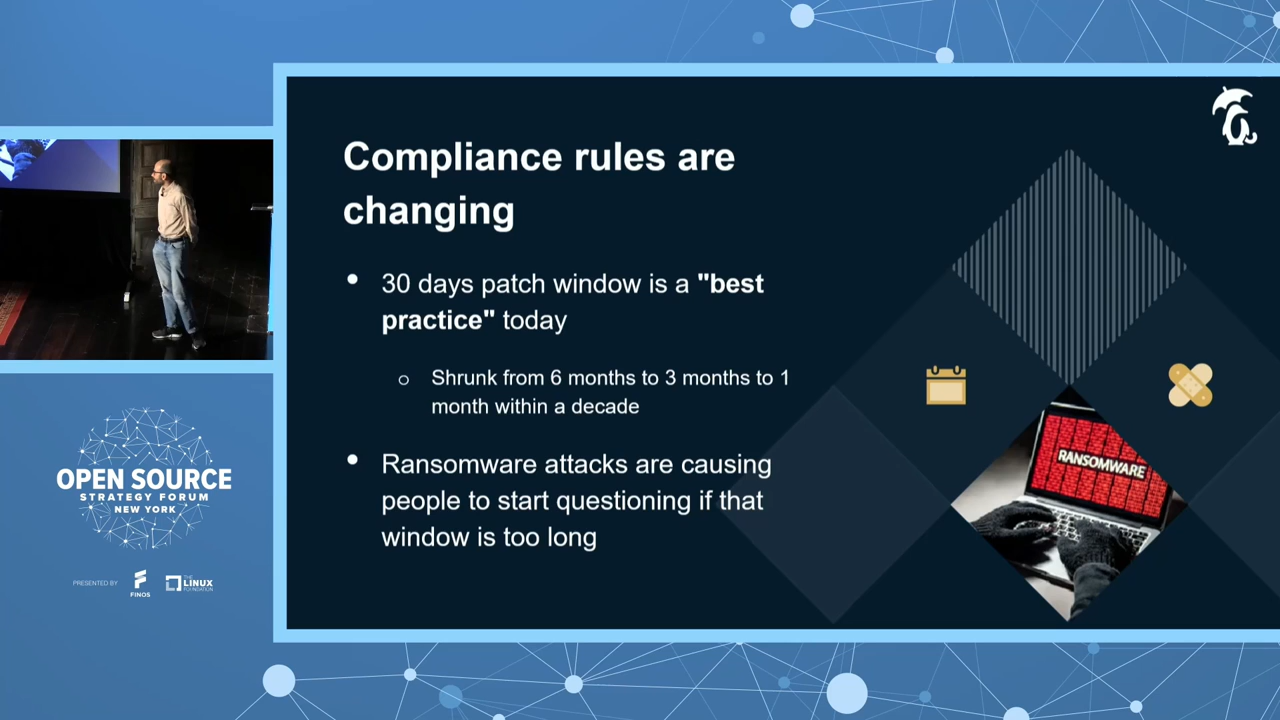 Compliance rules are
changing
• 30 days patch window is a "best
practice" today
o Shrunk from 6 months to 3 months to 1
month within a decade
• Ransomware attacks are causing
people to start questioning if that
window is too long
RANSOMWARE
OPEN SOURCE
STRATEGY FORUM
NEW YORK
PRESENTED BY
FINOS
THE
LINUX
FOUNDATION